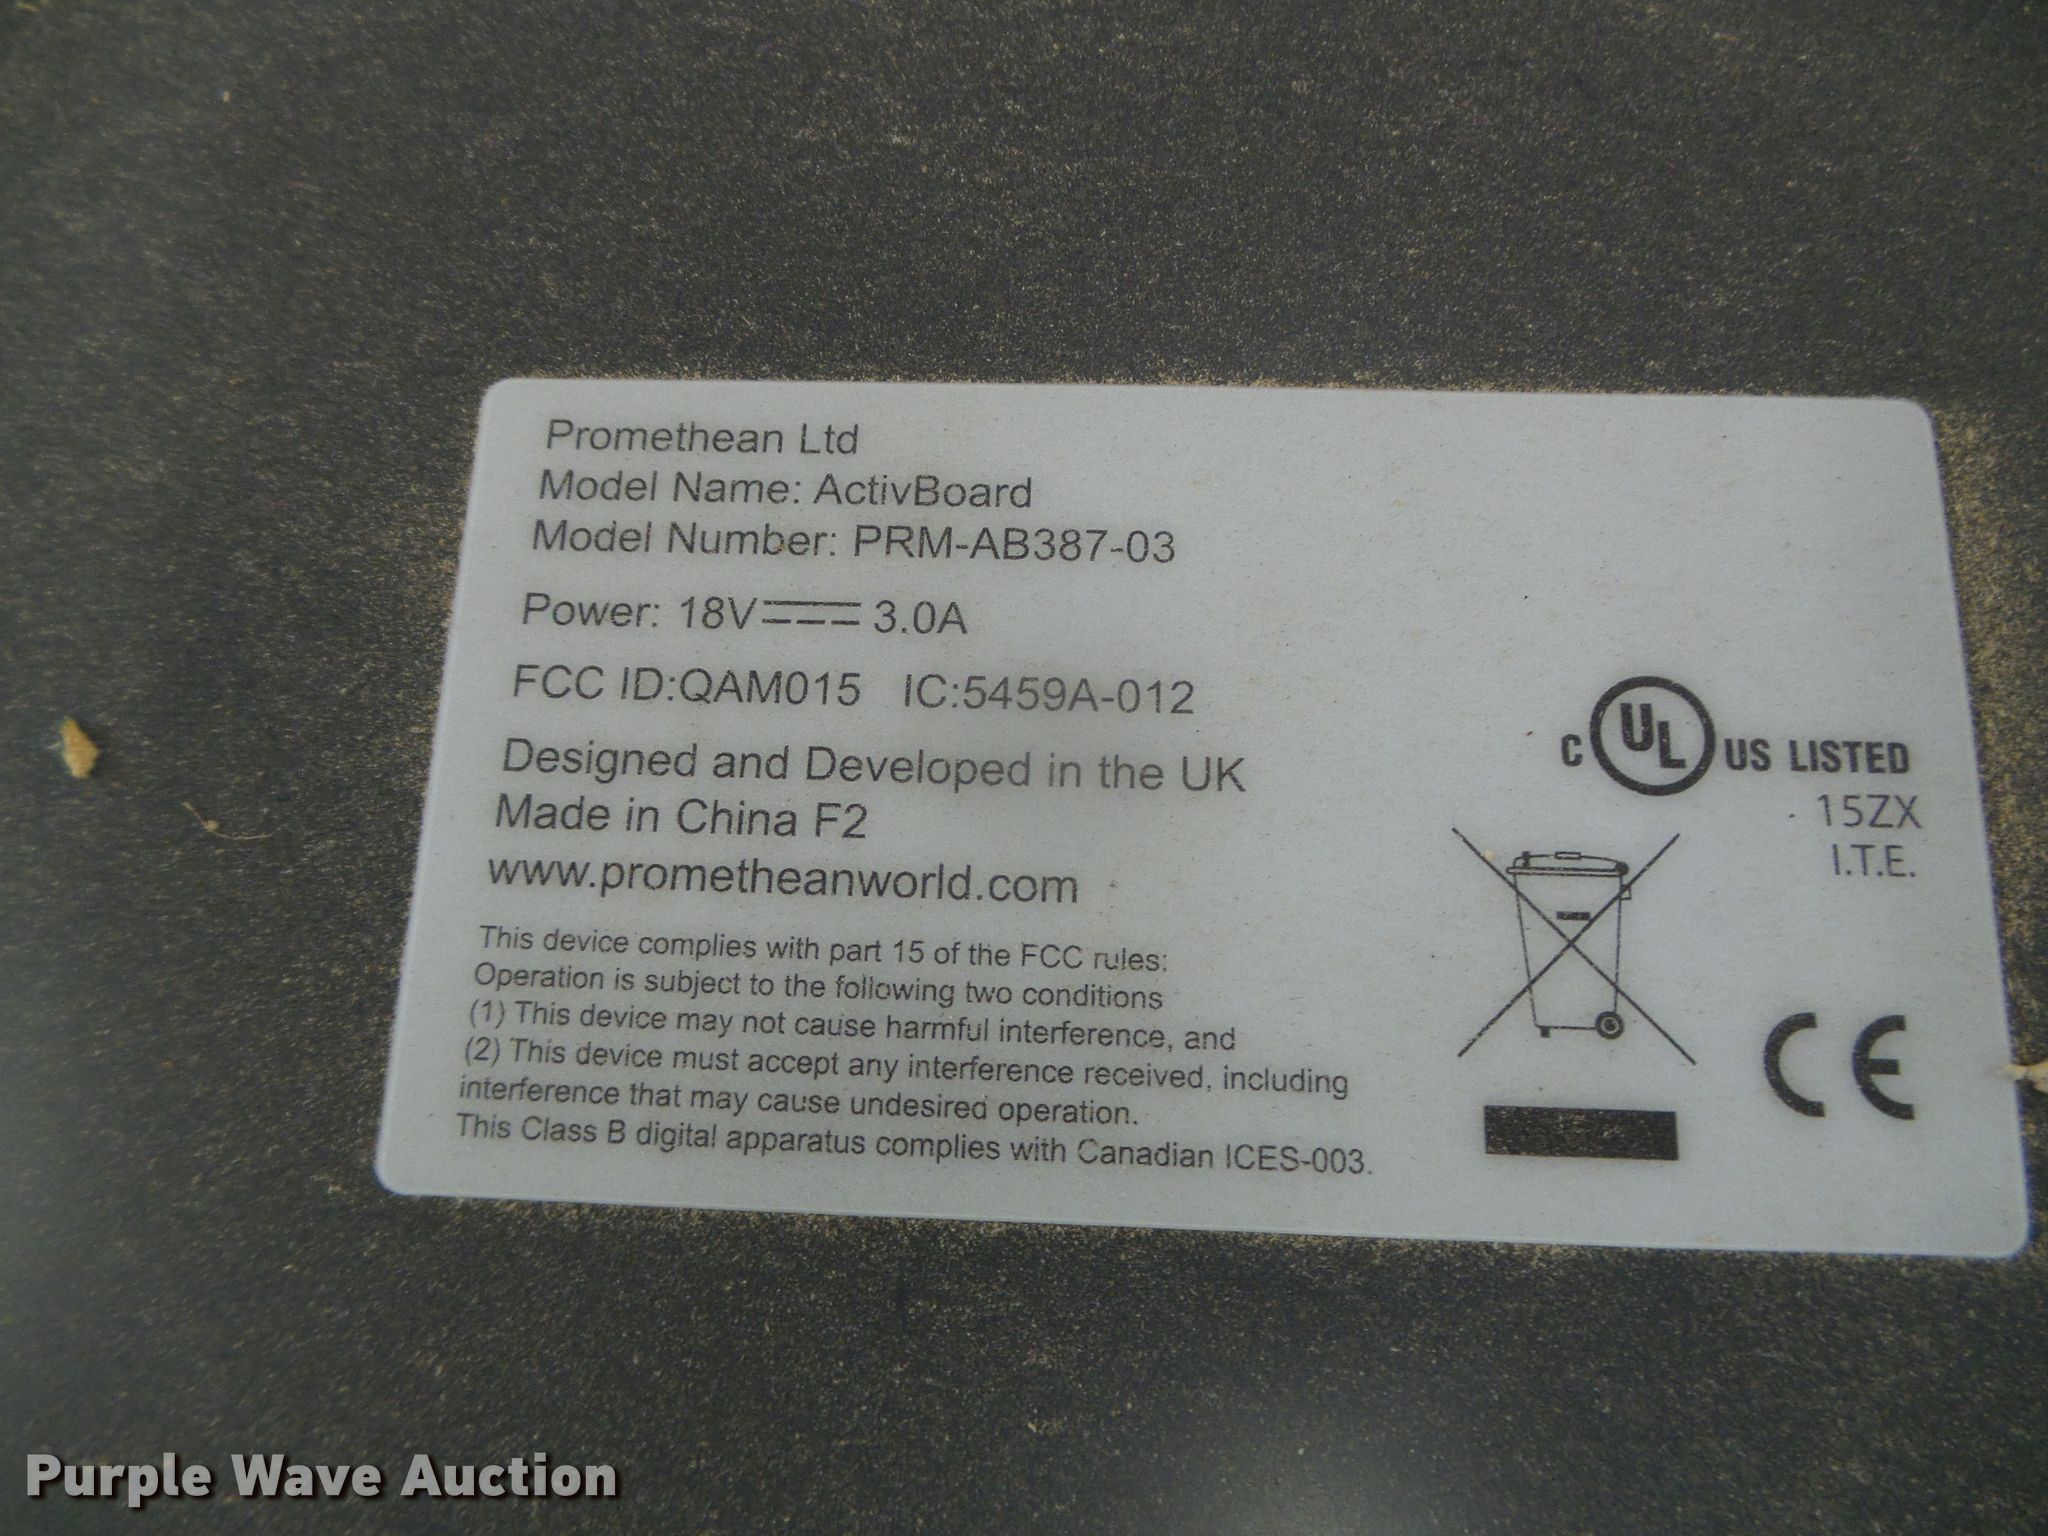 Promethean Ltd
Model Name: ActivBoard
Model Number: PRM-AB387-03
Power: 18V⎓3.0A
FCC ID:QAM015 IC:5459A-012
Designed and Developed in the UK
Made in China F2
www.prometheanworld.com
This device complies with part 15 of the FCC rules:
Operation is subject to the following two conditions
(1) This device may not cause harmful interference, and
(2) This device must accept any interference received, including
interference that may cause undesired operation.
This Class B digital apparatus complies with Canadian ICES-003.
C UL US LISTED
15ZX
I.T.E.
CE
Purple Wave Auction